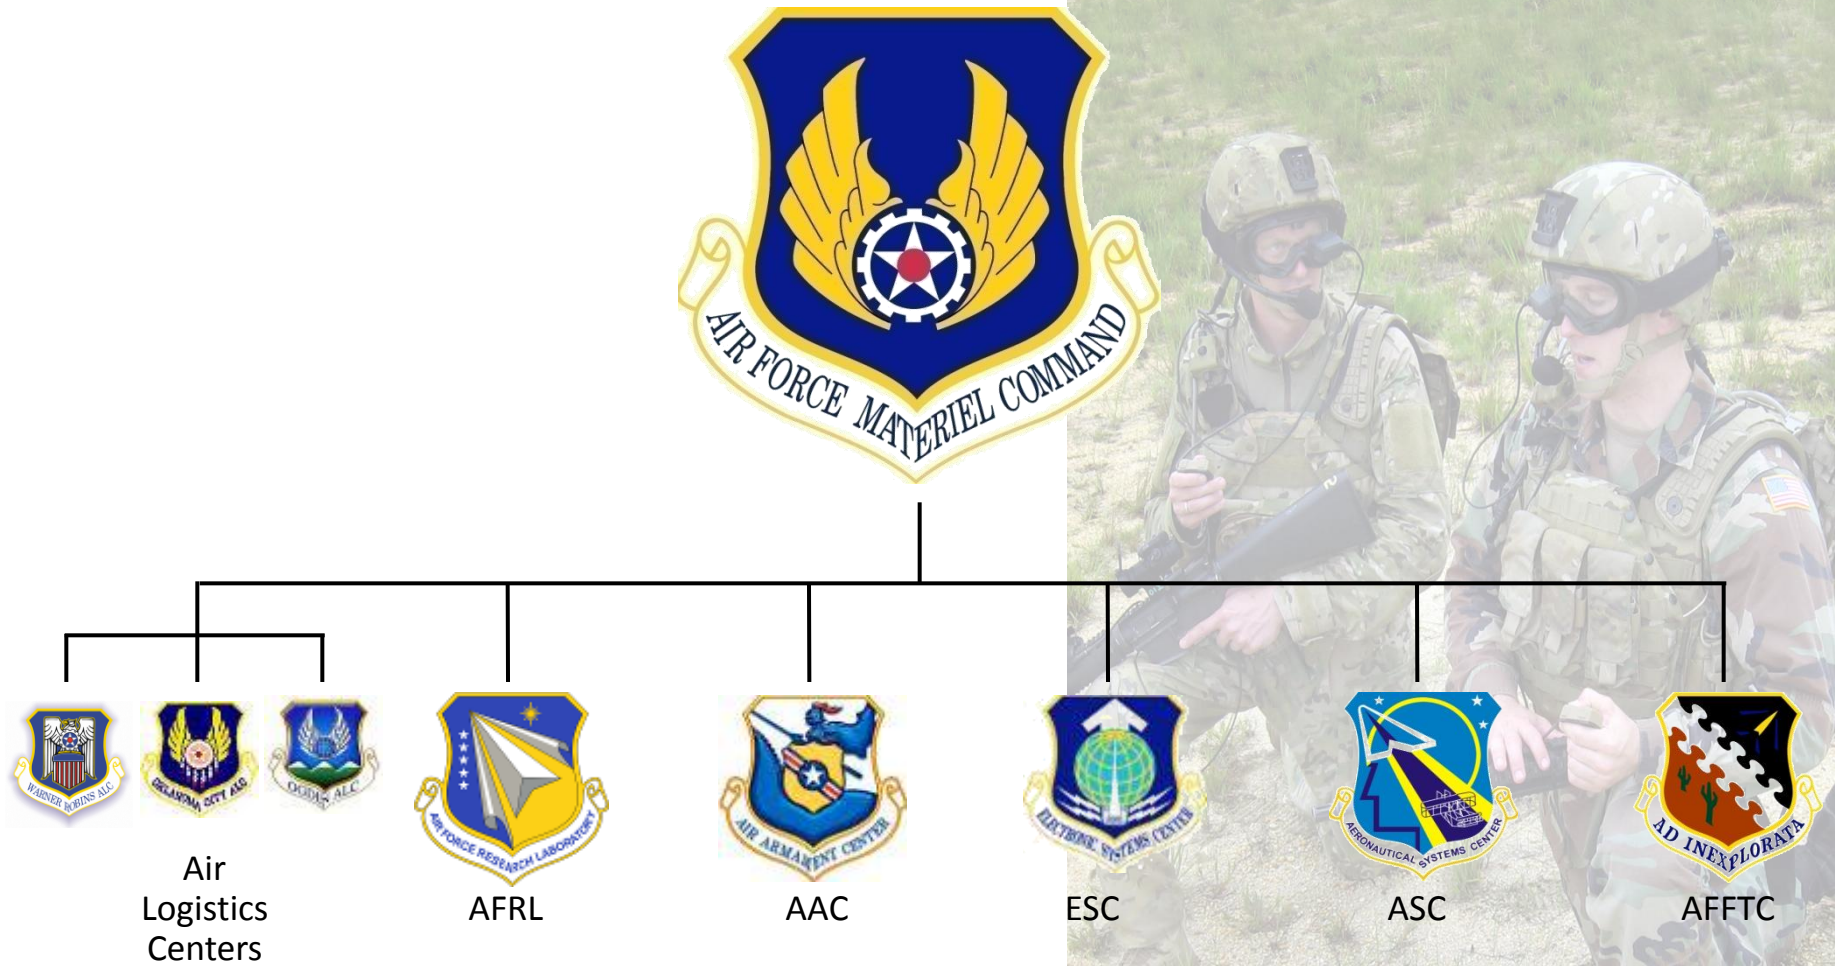 AIR FORCE MATERIEL COMMAND
WARNER ROBINS ALC
OKLAHOMA CITY ALC
OGDEN ALC
AIR FORCE RESEARCH LABORATORY
AIR ARMAMENT CENTER
ELECTRONIC SYSTEMS CENTER
AERONAUTICAL SYSTEMS CENTER
AD INEXPLORATA
Air
Logistics
Centers
AFRL
AAC
ESC
ASC
AFFTC